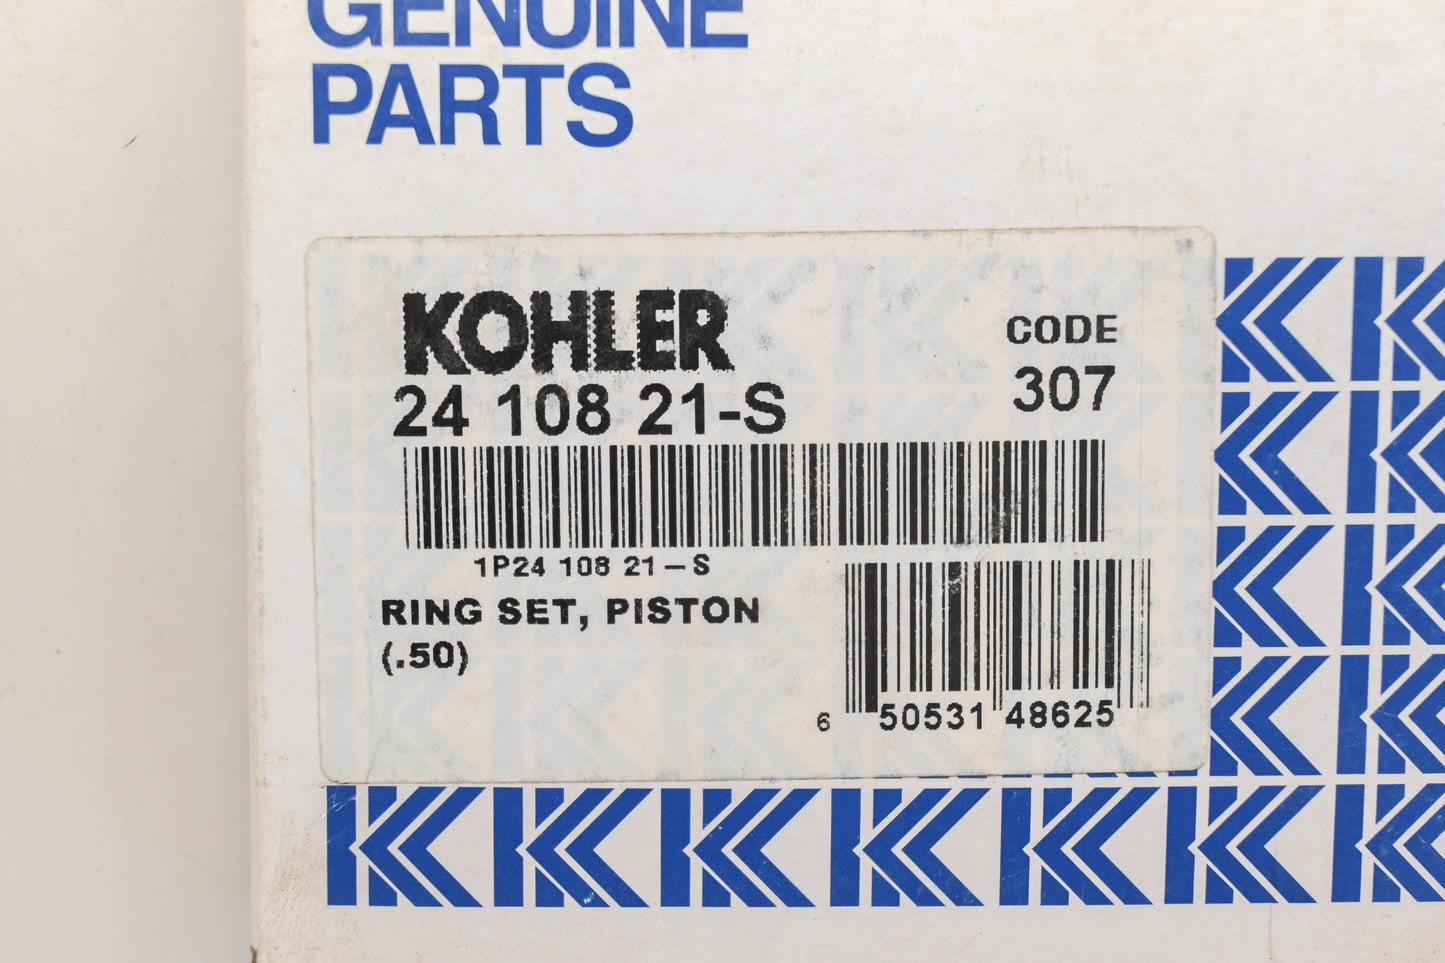 GENUINE
PARTS
KOHLER
CODE
24 108 21-S
307
1P24 108 21-S
RING SET, PISTON
(.50)
6 50531 48625